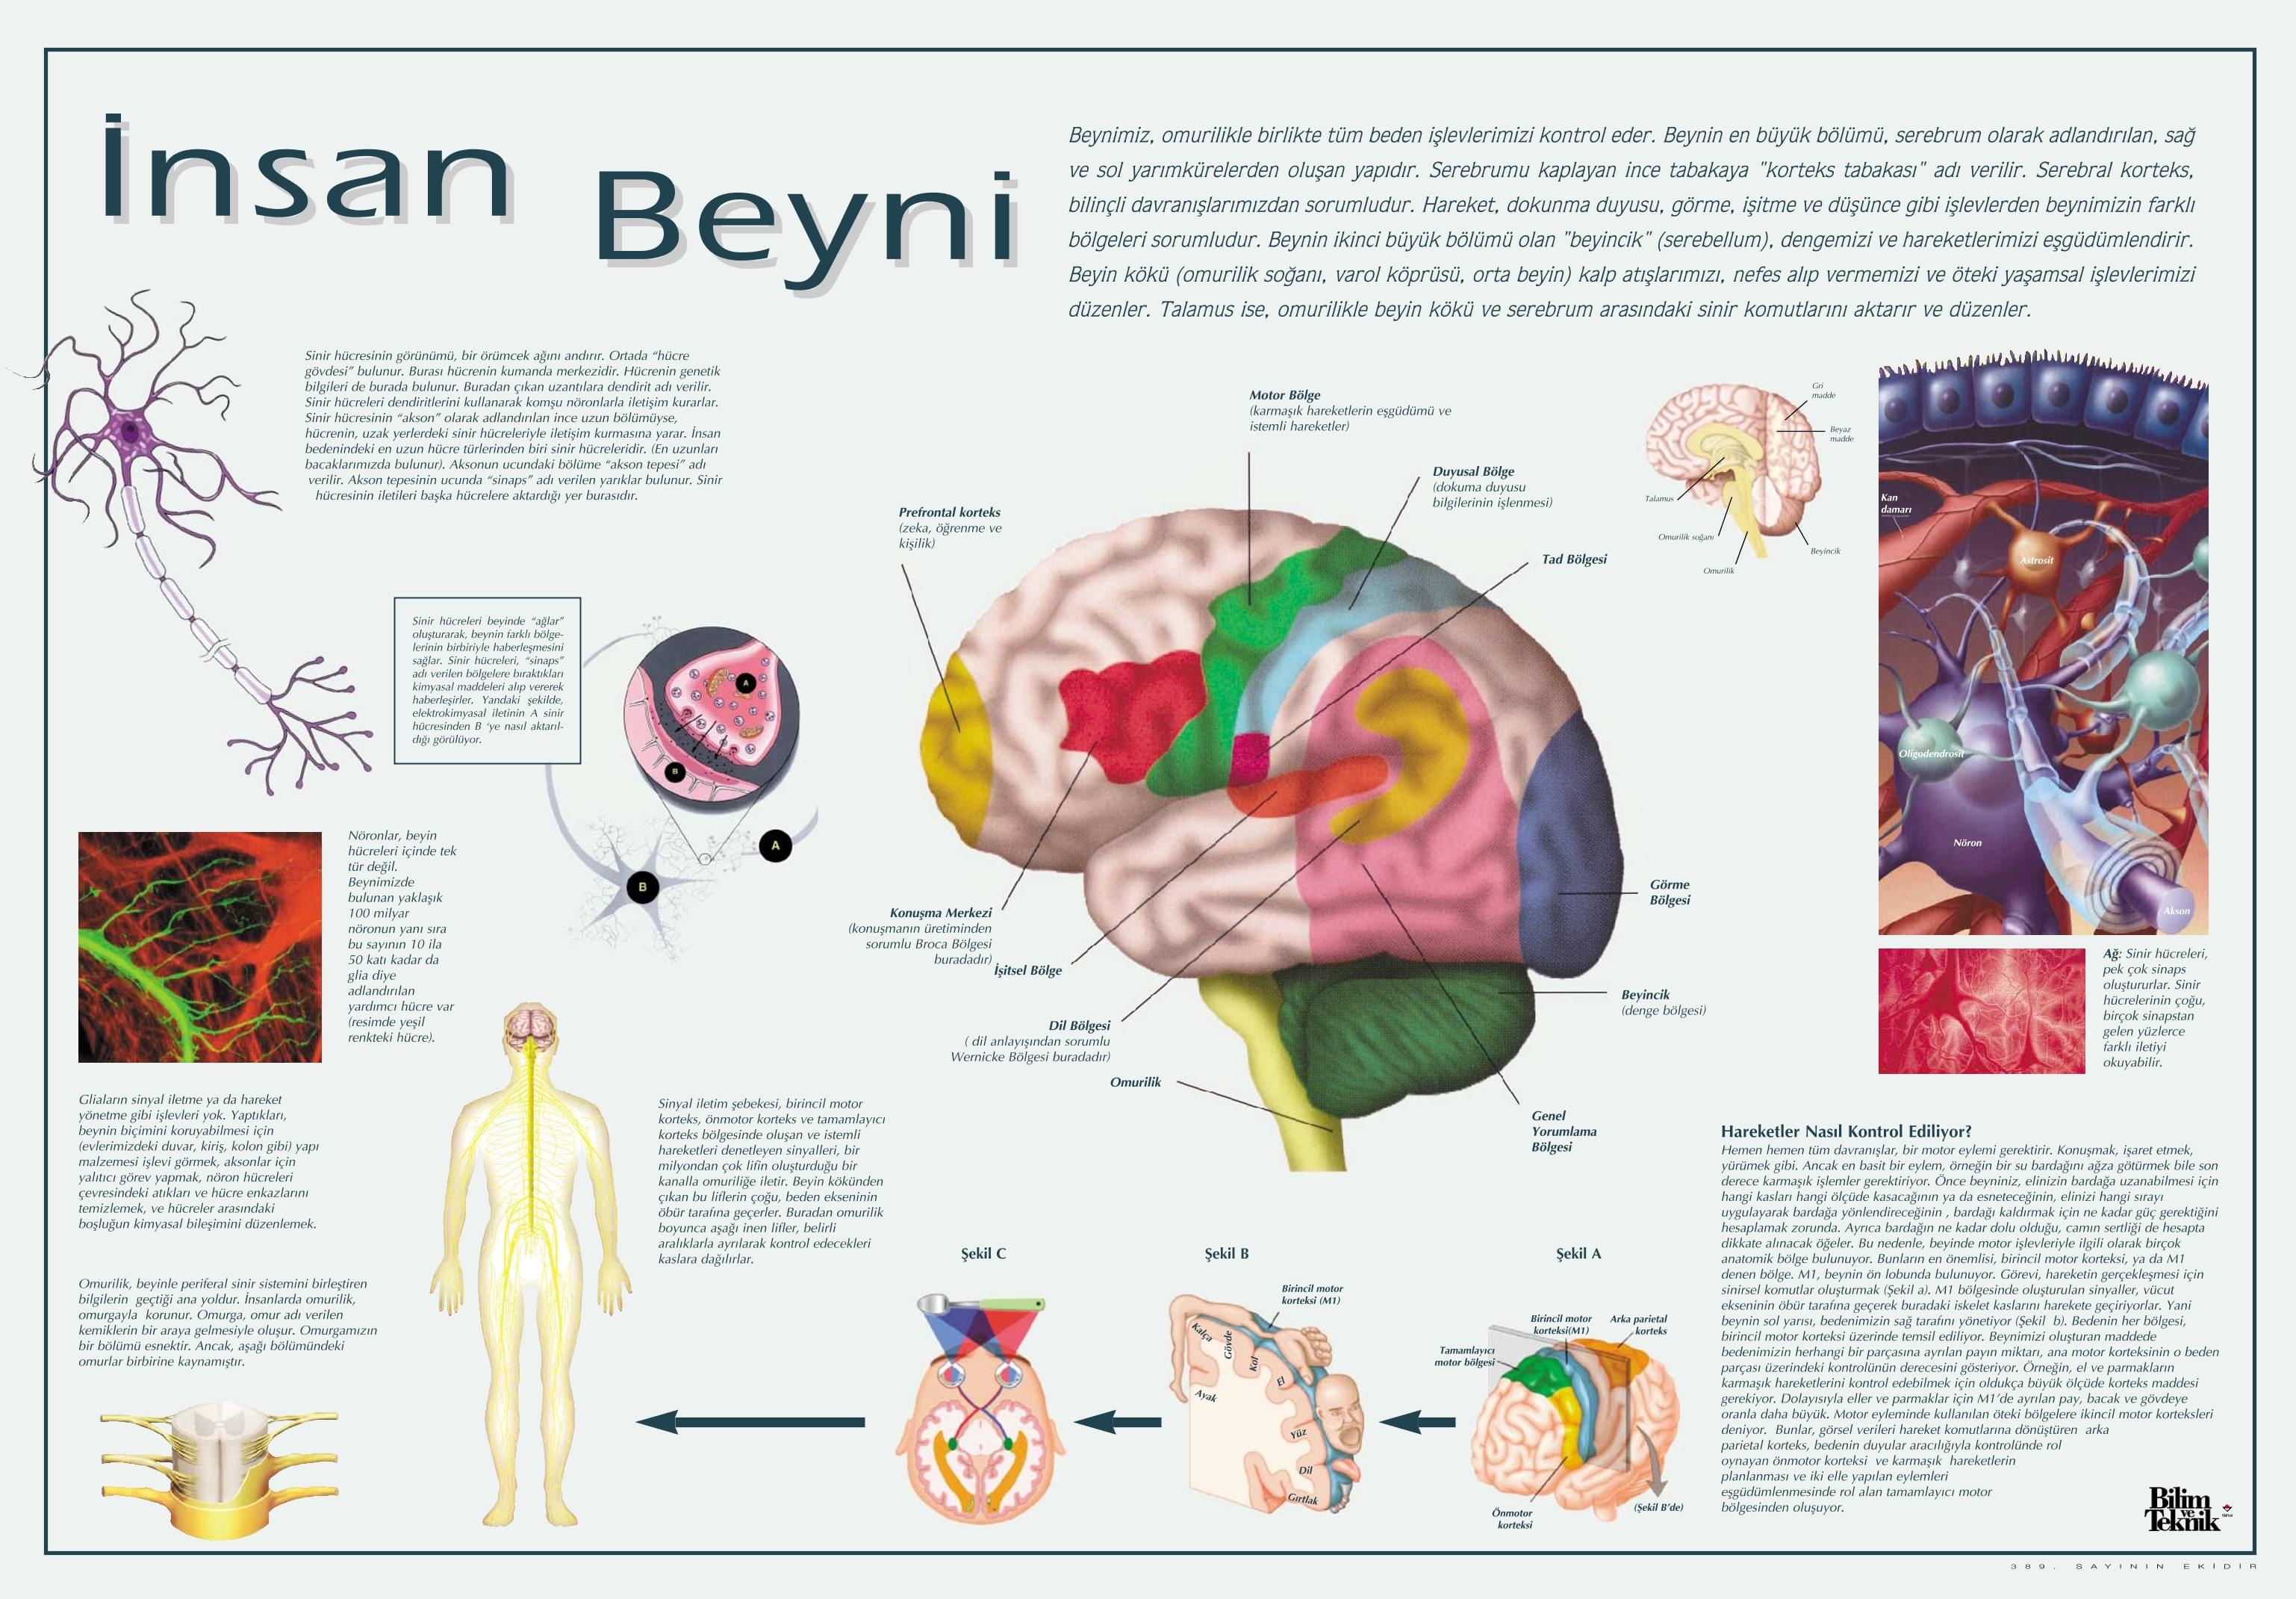 İnsan Beyni
Beynimiz, omurilikle birlikte tüm beden işlevlerimizi kontrol eder. Beynin en büyük bölümü, serebrum olarak adlandırılan, sağ
ve sol yarımkürelerden oluşan yapıdır. Serebrumu kaplayan ince tabakaya "korteks tabakası" adı verilir. Serebral korteks,
bilinçli davranışlarımızdan sorumludur. Hareket, dokunma duyusu, görme, işitme ve düşünce gibi işlevlerden beynimizin farklı
bölgeleri sorumludur. Beynin ikinci büyük bölümü olan "beyincik" (serebellum), dengemizi ve hareketlerimizi eşgüdümlendirir.
Beyin kökü (omurilik soğanı, varol köprüsü, orta beyin) kalp atışlarımızı, nefes alıp vermemizi ve öteki yaşamsal işlevlerimizi
düzenler. Talamus ise, omurilikle beyin kökü ve serebrum arasındaki sinir komutlarını aktarır ve düzenler.
Sinir hücresinin görünümü, bir örümcek ağını andırır. Ortada “hücre
gövdesi” bulunur. Burası hücrenin kumanda merkezidir. Hücrenin genetik
bilgileri de burada bulunur. Buradan çıkan uzantılara dendirit adı verilir.
Sinir hücreleri dendiritlerini kullanarak komşu nöronlarla iletişim kurarlar.
Sinir hücresinin “akson” olarak adlandırılan ince uzun bölümüyse,
hücrenin, uzak yerlerdeki sinir hücreleriyle iletişim kurmasına yarar. İnsan
bedenindeki en uzun hücre türlerinden biri sinir hücreleridir. (En uzunları
bacaklarımızda bulunur). Aksonun ucundaki bölüme “akson tepesi” adı
verilir. Akson tepesinin ucunda “sinaps” adı verilen yarıklar bulunur. Sinir
hücresinin iletileri başka hücrelere aktardığı yer burasıdır.
Sinir hücreleri beyinde “ağlar”
oluşturarak, beynin farklı bölge-
lerinin birbiriyle haberleşmesini
sağlar. Sinir hücreleri, “sinaps”
adı verilen bölgelere bıraktıkları
kimyasal maddeleri alıp vererek
haberleşirler. Yandaki şekilde,
elektrokimyasal iletinin A sinir
hücresinden B ‘ye nasıl aktarıl-
dığı görülüyor.
A
B
A
B
Nöronlar, beyin
hücreleri içinde tek
tür değil.
Beynimizde
bulunan yaklaşık
100 milyar
nöronun yanı sıra
bu sayının 10 ila
50 katı kadar da
glia diye
adlandırılan
yardımcı hücre var
(resimde yeşil
renkteki hücre).
Gliaların sinyal iletme ya da hareket
yönetme gibi işlevleri yok. Yaptıkları,
beynin biçimini koruyabilmesi için
(evlerimizdeki duvar, kiriş, kolon gibi) yapı
malzemesi işlevi görmek, aksonlar için
yalıtıcı görev yapmak, nöron hücreleri
çevresindeki atıkları ve hücre enkazlarını
temizlemek, ve hücreler arasındaki
boşluğun kimyasal bileşimini düzenlemek.
Omurilik, beyinle periferal sinir sistemini birleştiren
bilgilerin geçtiği ana yoldur. İnsanlarda omurilik,
omurgayla korunur. Omurga, omur adı verilen
kemiklerin bir araya gelmesiyle oluşur. Omurgamızın
bir bölümü esnektir. Ancak, aşağı bölümündeki
omurlar birbirine kaynamıştır.
Sinyal iletim şebekesi, birincil motor
korteks, önmotor korteks ve tamamlayıcı
korteks bölgesinde oluşan ve istemli
hareketleri denetleyen sinyalleri, bir
milyondan çok lifin oluşturduğu bir
kanalla omuriliğe iletir. Beyin kökünden
çıkan bu liflerin çoğu, beden ekseninin
öbür tarafına geçerler. Buradan omurilik
boyunca aşağı inen lifler, belirli
aralıklarla ayrılarak kontrol edecekleri
kaslara dağılırlar.
Motor Bölge
(karmaşık hareketlerin eşgüdümü ve
istemli hareketler)
Duyusal Bölge
(dokuma duyusu
bilgilerinin işlenmesi)
Prefrontal korteks
(zeka, öğrenme ve
kişilik)
Tad Bölgesi
Konuşma Merkezi
(konuşmanın üretiminden
sorumlu Broca Bölgesi
buradadır)
İşitsel Bölge
Dil Bölgesi
( dil anlayışından sorumlu
Wernicke Bölgesi buradadır)
Omurilik
Görme
Bölgesi
Beyincik
(denge bölgesi)
Genel
Yorumlama
Bölgesi
Gri
madde
Beyaz
madde
Talamus
Omurilik soğanı
Omurilik
Beyincik
Kan
damarı
Astrosit
Oligodendrosit
Nöron
Akson
Ağ: Sinir hücreleri,
pek çok sinaps
oluştururlar. Sinir
hücrelerinin çoğu,
birçok sinapstan
gelen yüzlerce
farklı iletiyi
okuyabilir.
Şekil C
Şekil B
Birincil motor
korteksi (M1)
Kalça
Gövde
Kol
El
Ayak
Yüz
Dil
Gırtlak
Şekil A
Birincil motor
korteksi(M1)
Arka parietal
korteks
Tamamlayıcı
motor bölgesi
Önmotor
korteksi
(Şekil B’de)
Hareketler Nasıl Kontrol Ediliyor?
Hemen hemen tüm davranışlar, bir motor eylemi gerektirir. Konuşmak, işaret etmek,
yürümek gibi. Ancak en basit bir eylem, örneğin bir su bardağını ağza götürmek bile son
derece karmaşık işlemler gerektiriyor. Önce beyniniz, elinizin bardağa uzanabilmesi için
hangi kasları hangi ölçüde kasacağının ya da esneteceğinin, elinizi hangi sırayı
uygulayarak bardağa yönlendireceğinin , bardağı kaldırmak için ne kadar güç gerektiğini
hesaplamak zorunda. Ayrıca bardağın ne kadar dolu olduğu, camın sertliği de hesapta
dikkate alınacak öğeler. Bu nedenle, beyinde motor işlevleriyle ilgili olarak birçok
anatomik bölge bulunuyor. Bunların en önemlisi, birincil motor korteksi, ya da M1
denen bölge. M1, beynin ön lobunda bulunuyor. Görevi, hareketin gerçekleşmesi için
sinirsel komutlar oluşturmak (Şekil a). M1 bölgesinde oluşturulan sinyaller, vücut
ekseninin öbür tarafına geçerek buradaki iskelet kaslarını harekete geçiriyorlar. Yani
beynin sol yarısı, bedenimizin sağ tarafını yönetiyor (Şekil b). Bedenin her bölgesi,
birincil motor korteksi üzerinde temsil ediliyor. Beynimizi oluşturan maddede
bedenimizin herhangi bir parçasına ayrılan payın miktarı, ana motor korteksinin o beden
parçası üzerindeki kontrolünün derecesini gösteriyor. Örneğin, el ve parmakların
karmaşık hareketlerini kontrol edebilmek için oldukça büyük ölçüde korteks maddesi
gerekiyor. Dolayısıyla eller ve parmaklar için M1’de ayrılan pay, bacak ve gövdeye
oranla daha büyük. Motor eyleminde kullanılan öteki bölgelere ikincil motor korteksleri
deniyor. Bunlar, görsel verileri hareket komutlarına dönüştüren arka
parietal korteks, bedenin duyular aracılığıyla kontrolünde rol
oynayan önmotor korteksi ve karmaşık hareketlerin
planlanması ve iki elle yapılan eylemleri
eşgüdümlenmesinde rol alan tamamlayıcı motor
bölgesinden oluşuyor.
Bilim
ve
Teknik
389. SAYININ EKİDİR